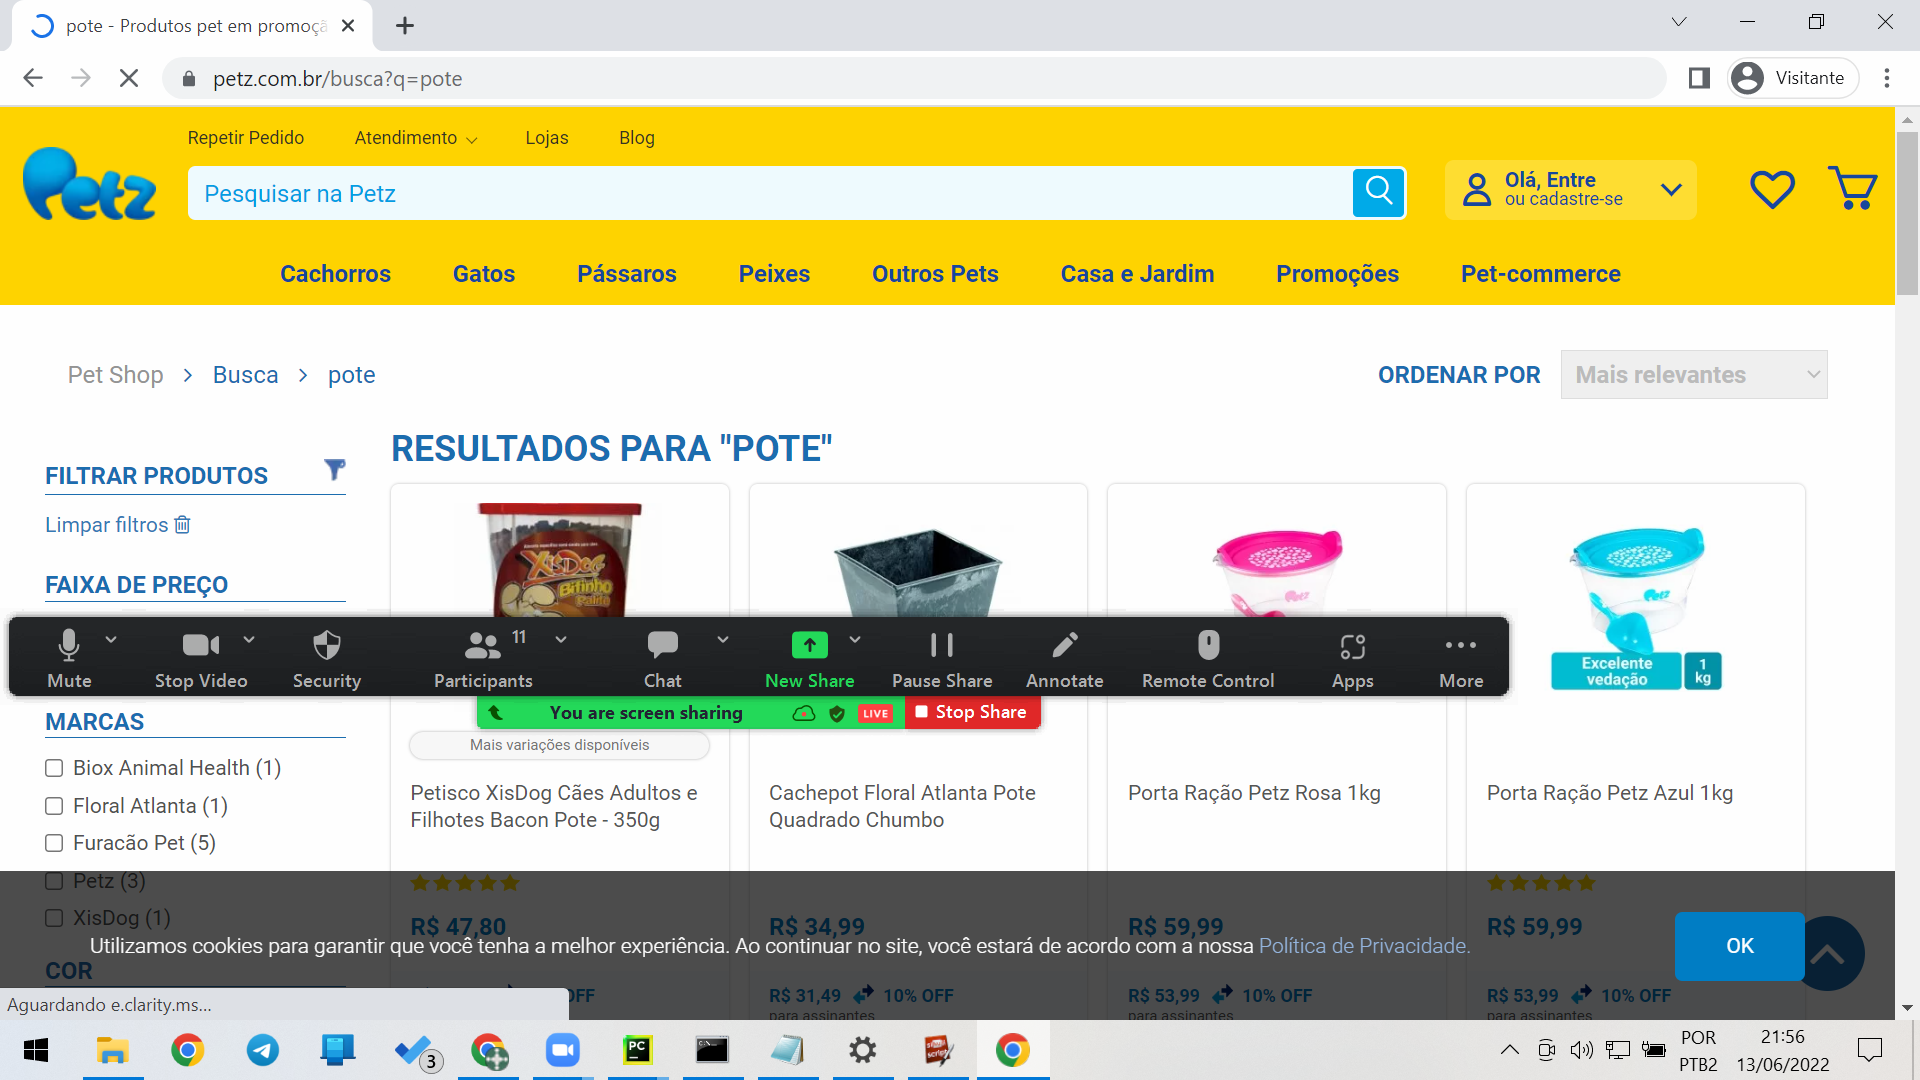 pote - Produtos pet em promoçã
petz.com.br/busca?q=pote
Visitante
Repetir Pedido
Atendimento
Lojas
Blog
Petz
Pesquisar na Petz
Olá, Entre
ou cadastre-se
Cachorros
Gatos
Pássaros
Peixes
Outros Pets
Casa e Jardim
Promoções
Pet-commerce
Pet Shop
Busca
pote
ORDENAR POR
Mais relevantes
FILTRAR PRODUTOS
Limpar filtros
FAIXA DE PREÇO
RESULTADOS PARA "POTE"
XisDog
Bifinho
Palito
Petz
Petz
Excelente
vedação
1
kg
Mute
Stop Video
Security
Participants
11
Chat
New Share
Pause Share
Annotate
Remote Control
Apps
More
You are screen sharing
LIVE
Stop Share
MARCAS
Biox Animal Health (1)
Floral Atlanta (1)
Furacão Pet (5)
Petz (3)
XisDog (1)
COR
Mais variações disponíveis
Petisco XisDog Cães Adultos e
Filhotes Bacon Pote - 350g
R$ 47,80
OFF
Cachepot Floral Atlanta Pote
Quadrado Chumbo
R$ 34,99
R$ 31,49 10% OFF
para assinantes
Porta Ração Petz Rosa 1kg
R$ 59,99
R$ 53,99 10% OFF
para assinantes
Porta Ração Petz Azul 1kg
R$ 59,99
R$ 53,99 10% OFF
para assinantes
Utilizamos cookies para garantir que você tenha a melhor experiência. Ao continuar no site, você estará de acordo com a nossa Política de Privacidade.
OK
Aguardando e.clarity.ms...
3
PC
script
POR
PTB2
21:56
13/06/2022